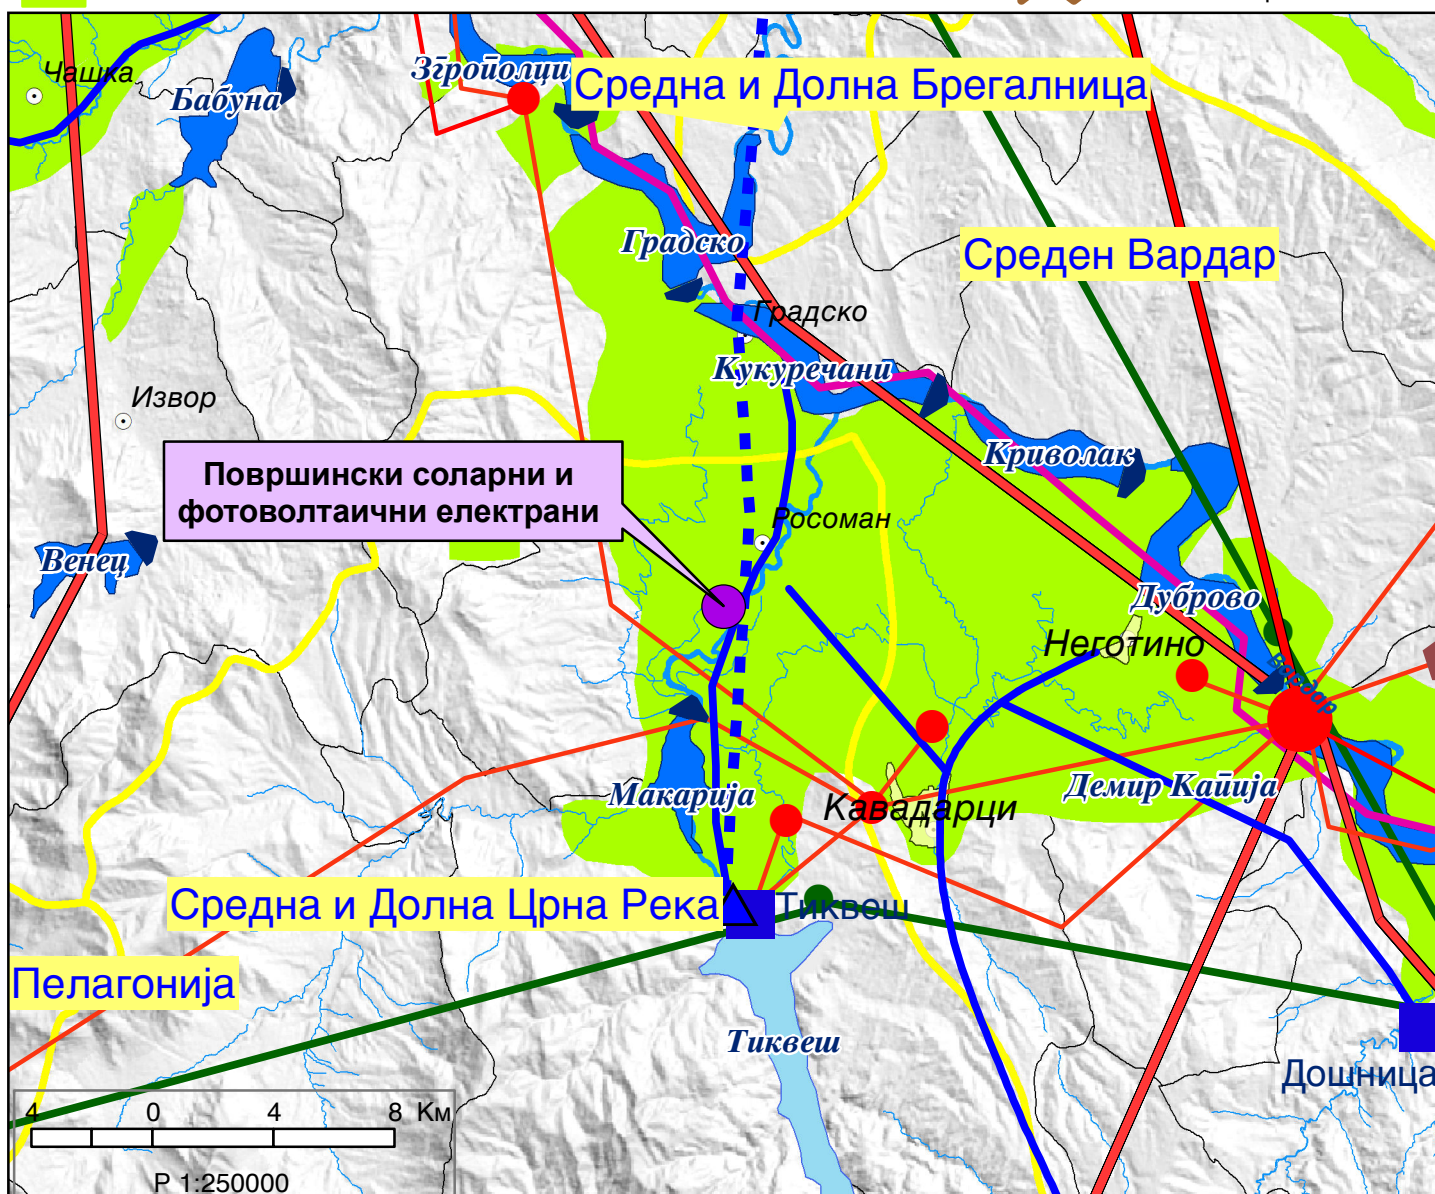 Чашка
Бабуна
Згрополци
Средна и Долна Брегалница
Градско
Среден Вардар
Градско
Кукуречани
Извор
Криволак
Површински соларни и
фотоволтаични електрани
Росоман
Венец
Дуброво
Неготино
Вардар
Макарија
Кавадарци
Демир Капија
Средна и Долна Црна Река
Тиквеш
Пелагонија
Тиквеш
Дошница
4 0 4 8 Км
Р 1:250000